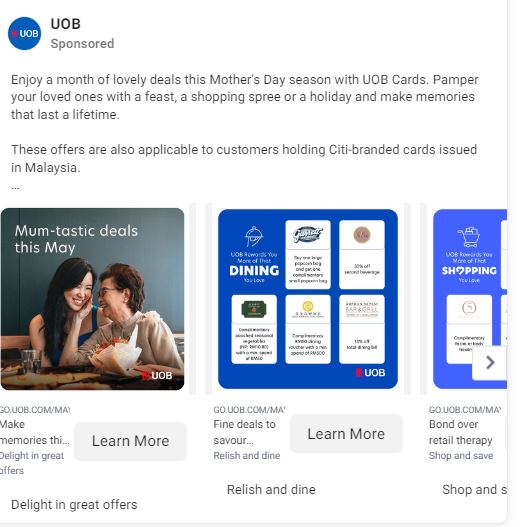 UOB
UOB
Sponsored
Enjoy a month of lovely deals this Mother's Day season with UOB Cards. Pamper
your loved ones with a feast, a shopping spree or a holiday and make memories
that last a lifetime.
These offers are also applicable to customers holding Citi-branded cards issued
in Malaysia.
...
Mum-tastic deals
this May
UOB
UOB Rewards You
More of That
DINING
You Love
Garrett
Buy one large
popcorn bag
and get one
complimentary
small popcorn bag
50% off
second beverage
Complimentary
poached seasonal
vegetables
(NP: RM10.80)
with a min. spend
of RM50
Complimentary
RM50 dining
voucher with a min.
spend of RM500
BAR & GRILL
15% off
total dining bill
UOB
UOB Rewards You
More of That
SHOPPING
You Love
Complimentary
facial or body
GO.UOB.COM/MA
Make
memories thi...
Delight in great
offers
Learn More
GO.UOB.COM/MA
Fine deals to
savour...
Relish and dine
Learn More
GO.UOB.COM/MA
Bond over
retail therapy
Shop and save
Delight in great offers
Relish and dine
Shop and s